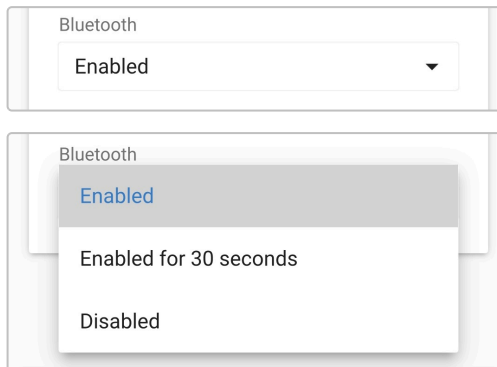 Bluetooth
Enabled
Bluetooth
Enabled
Enabled for 30 seconds
Disabled